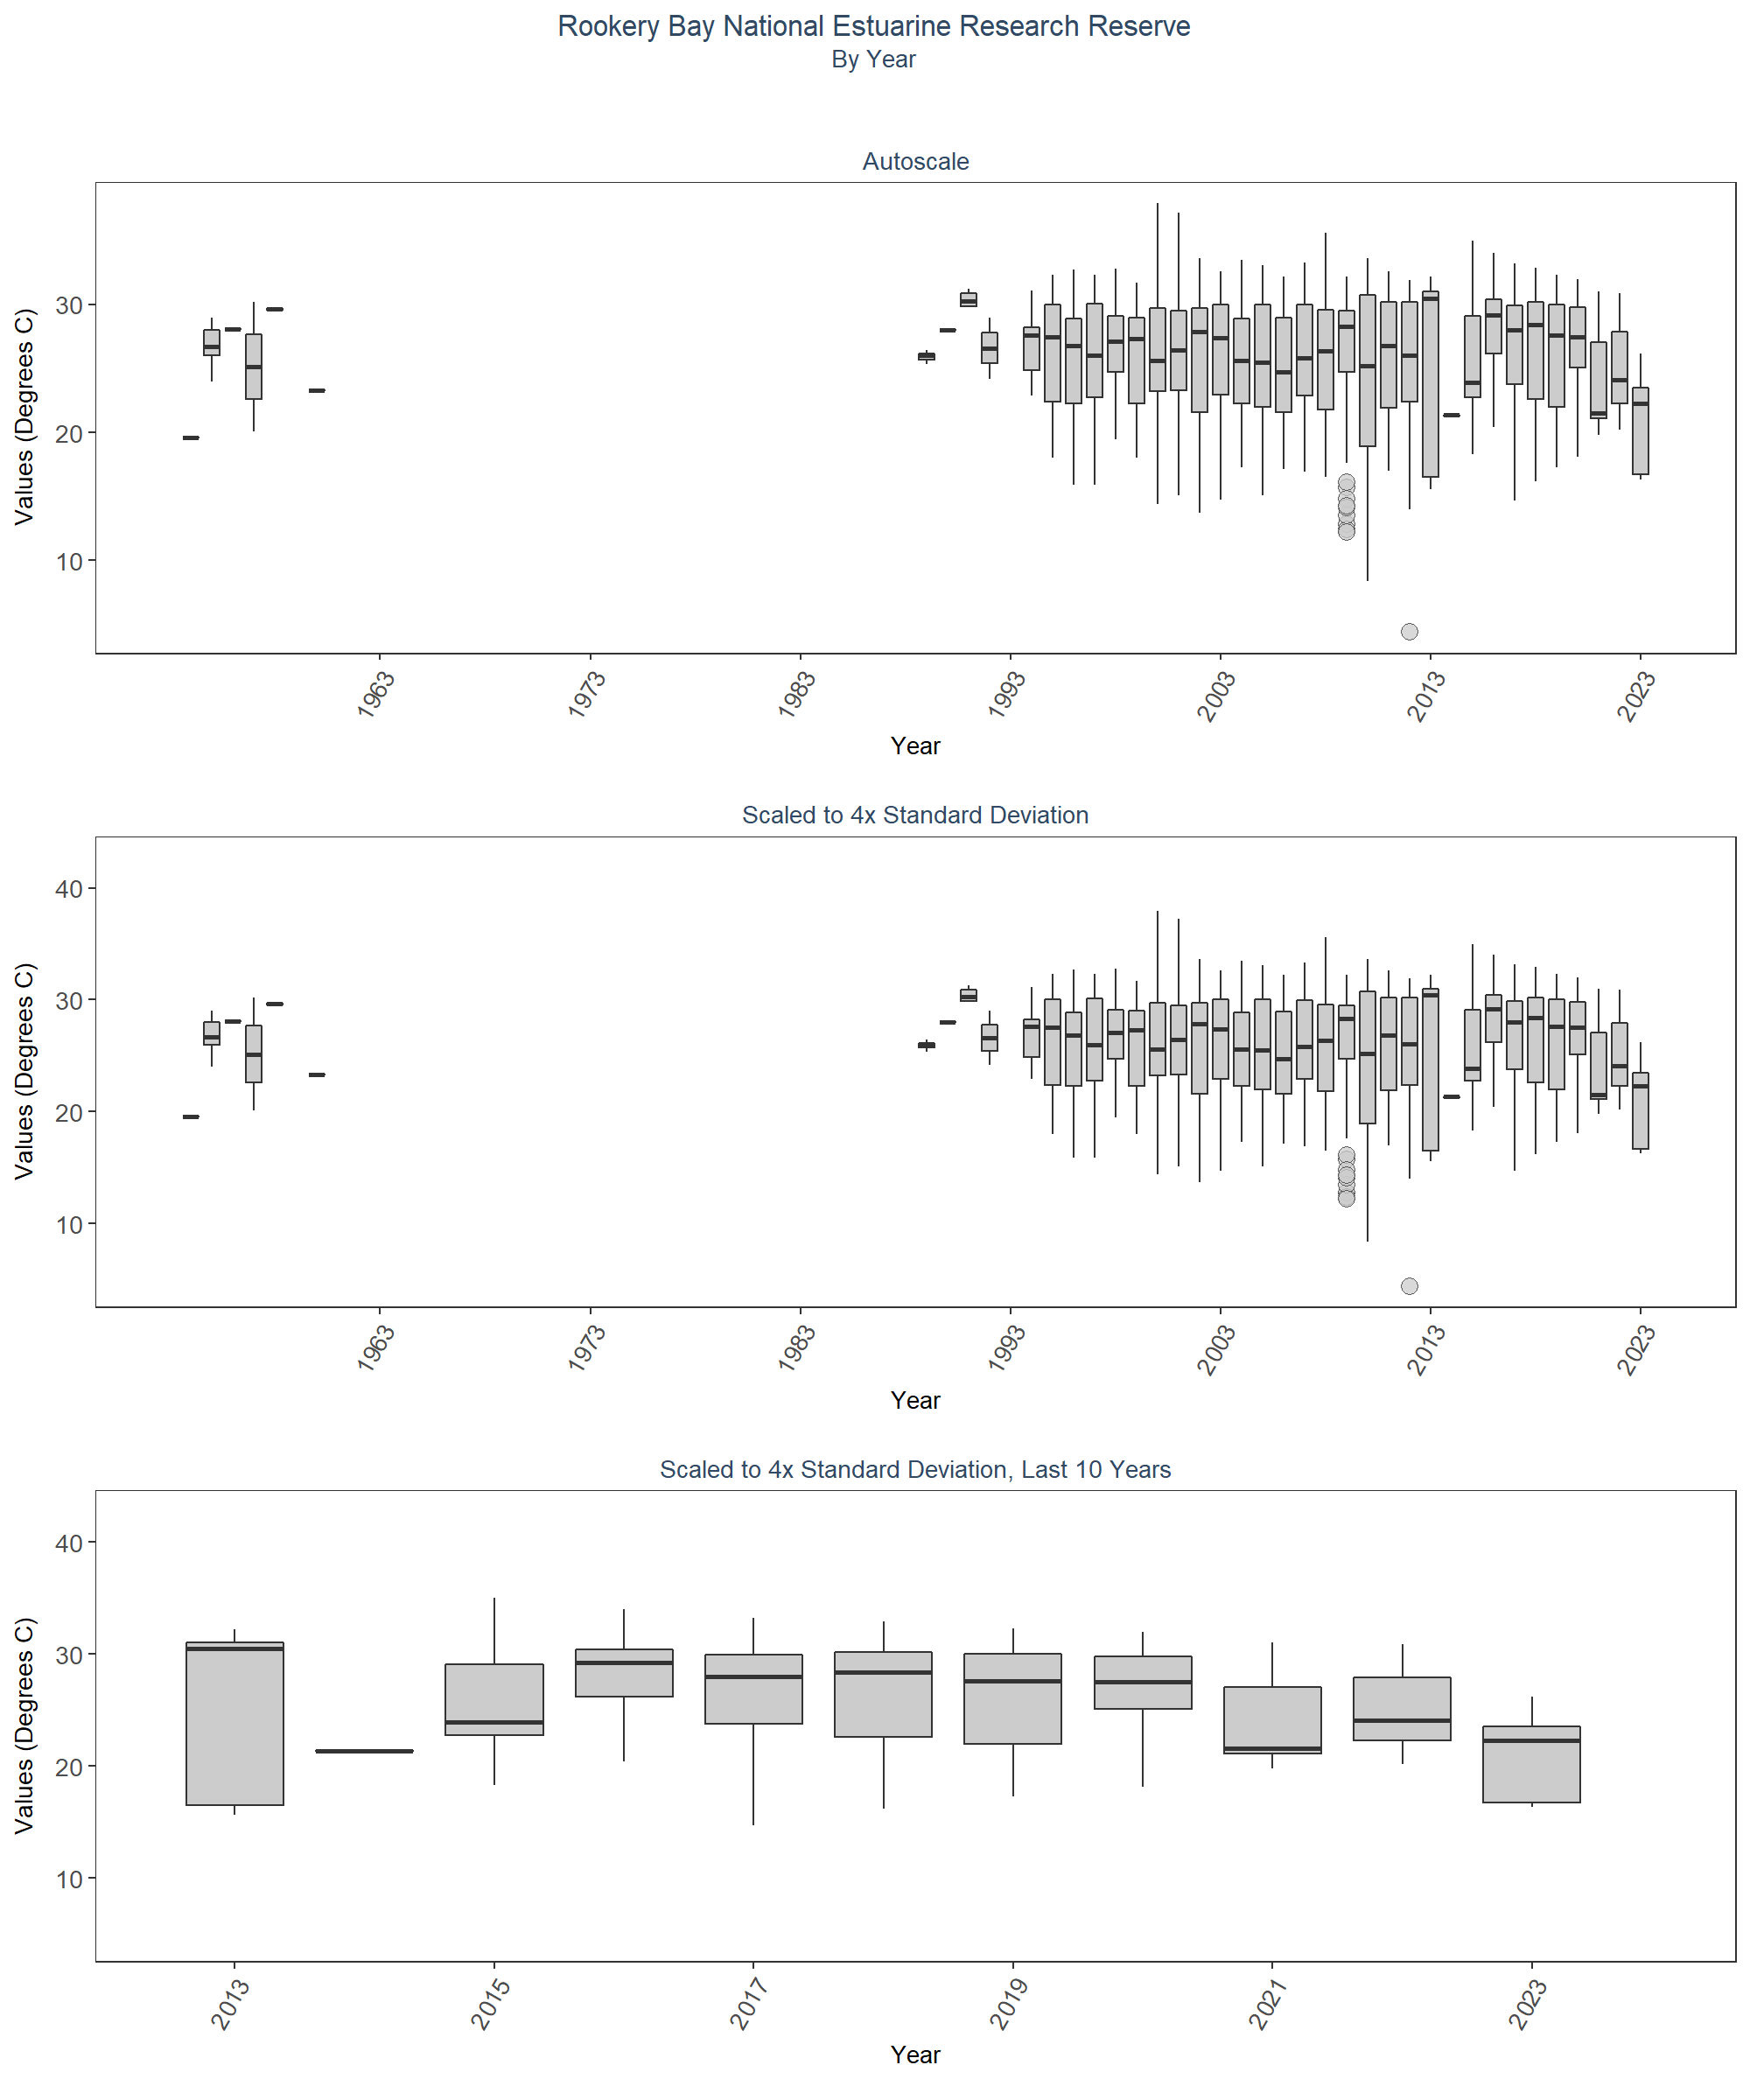 Rookery Bay National Estuarine Research Reserve
By Year
Autoscale
Values (Degrees C)
30
20
10
1963 1973 1983 1993 2003 2013 2023
Year
Scaled to 4x Standard Deviation
Values (Degrees C)
40
30
20
10
1963 1973 1983 1993 2003 2013 2023
Year
Scaled to 4x Standard Deviation, Last 10 Years
Values (Degrees C)
40
30
20
10
2013 2015 2017 2019 2021 2023
Year